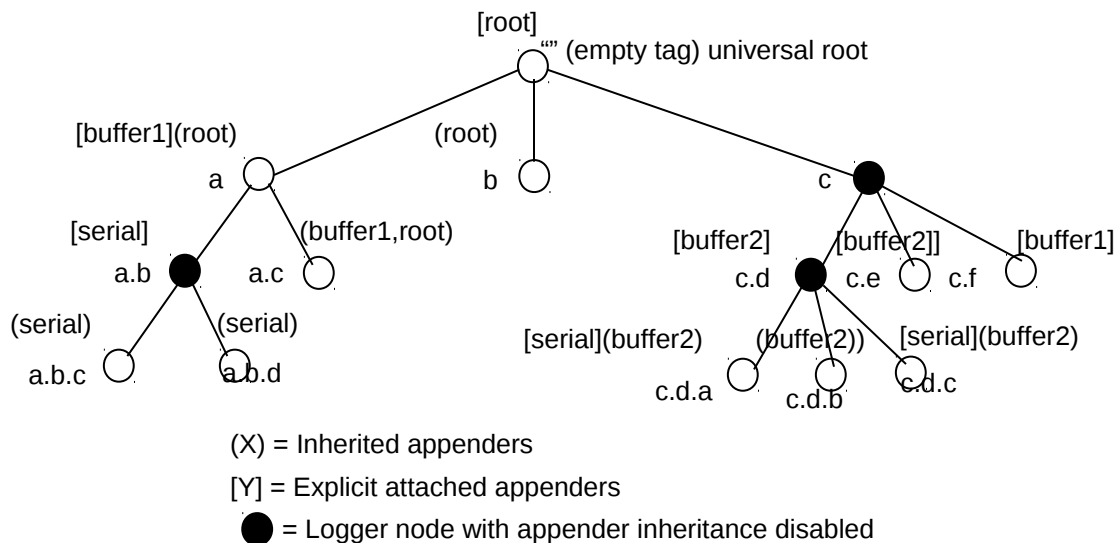 [root]
“” (empty tag) universal root
[buffer1](root)
(root)
a
b
c
[serial]
(buffer1,root)
[buffer2]
[buffer2]]
[buffer1]
a.b
a.c
c.d
c.e
c.f
(serial)
(serial)
[serial](buffer2)
(buffer2))
[serial](buffer2)
a.b.c
a.b.d
c.d.a
c.d.b
c.d.c
(X) = Inherited appenders
[Y] = Explicit attached appenders
= Logger node with appender inheritance disabled